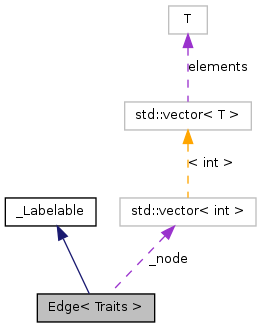 T
elements
std::vector< T >
< int >
_Labelable
std::vector< int >
_node
Edge< Traits >